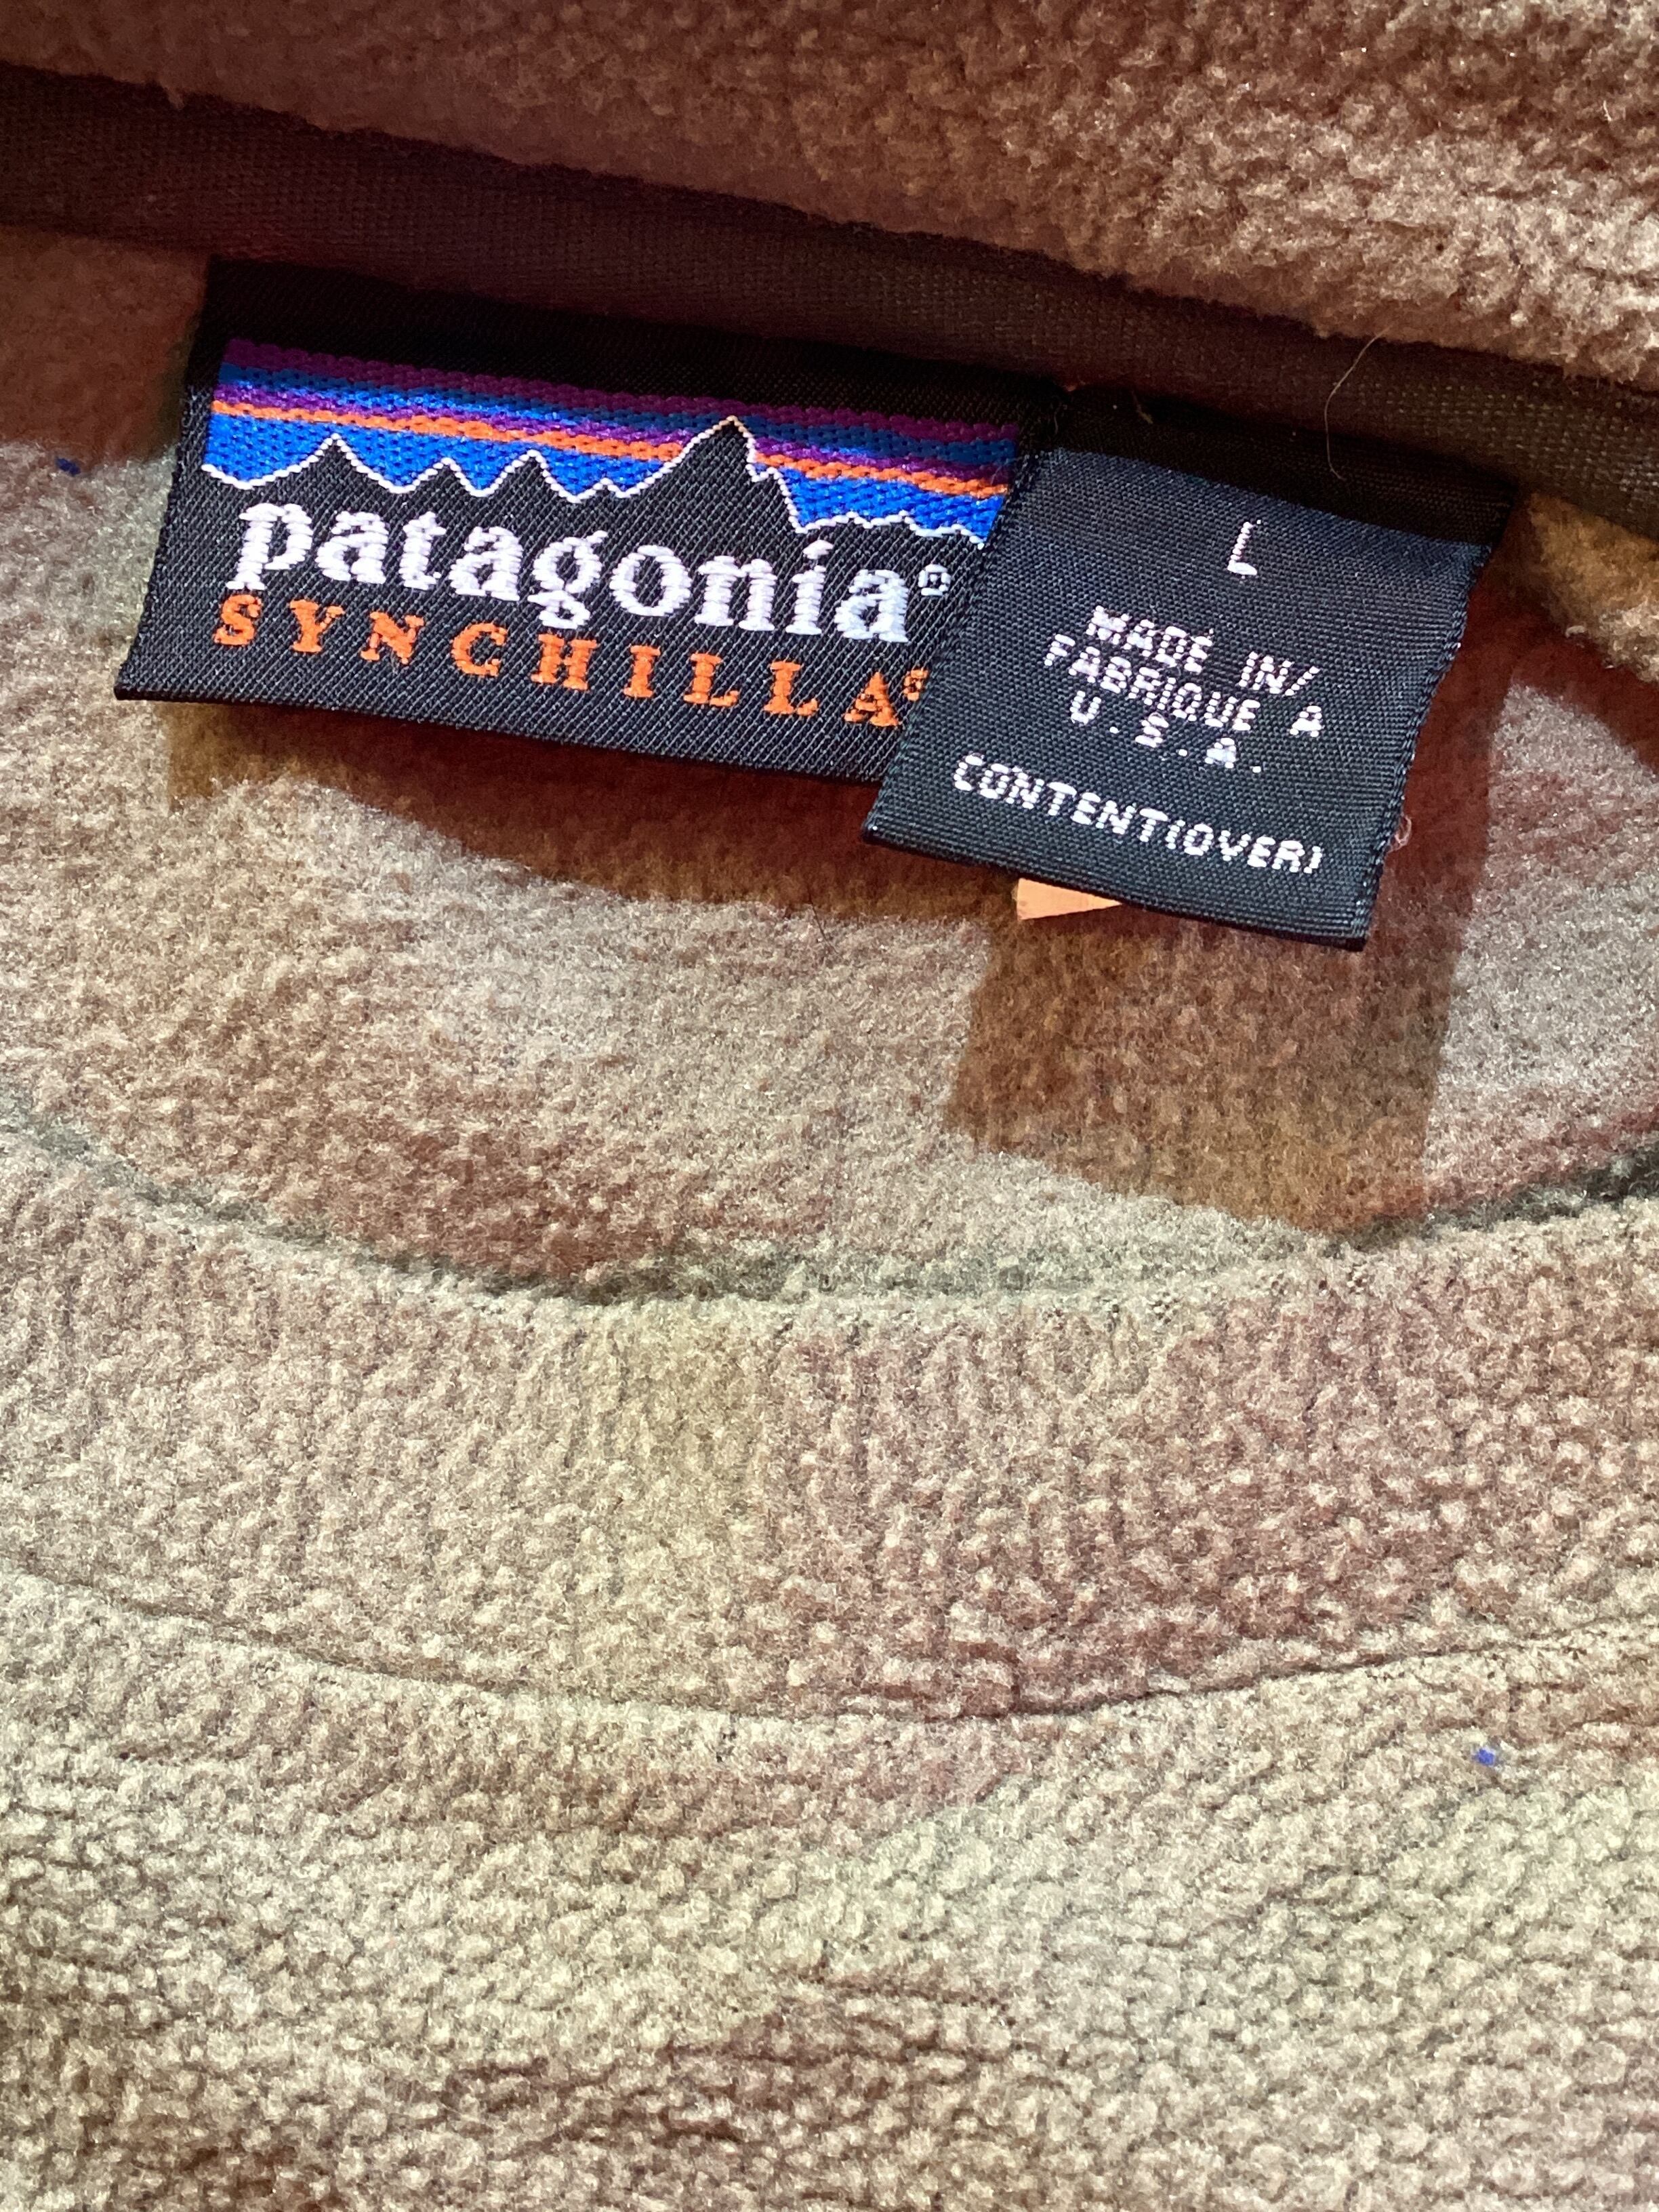 patagonia®
SYNCHILLA®
L
MADE IN/
FABRIQUE A
U.S.A.
CONTENT(OVER)